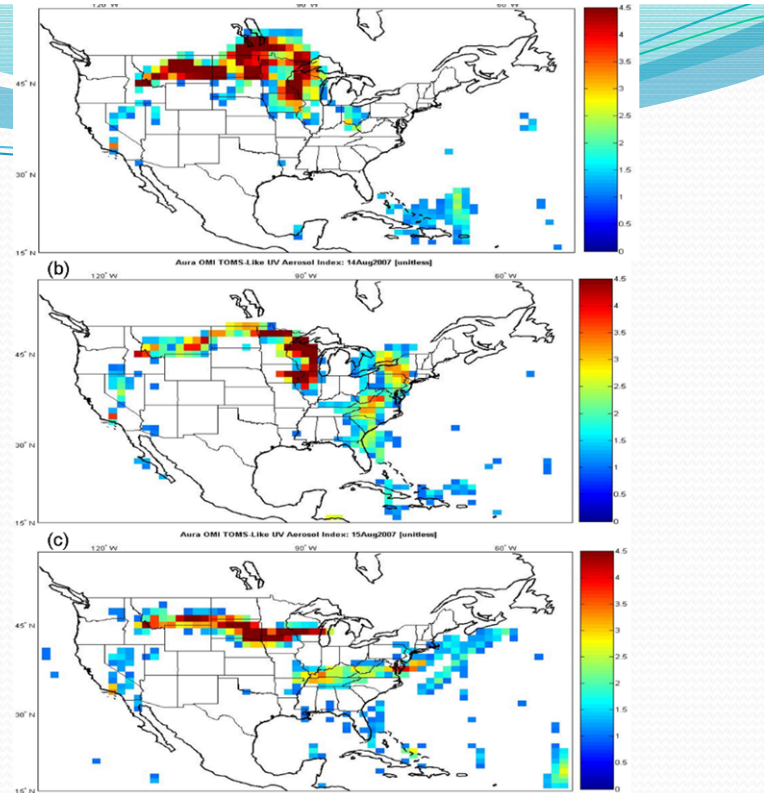 120 W 90 W 60 W
4.5
4
3.5
45 N
3
2.5
2
30 N
1.5
1
0.5
15 N
0
(b)
Aura OMI TOMS-Like UV Aerosol Index: 14Aug2007 [unitless]
120° W 90° W 60° W
4.5
4
3.5
45 N
3
2.5
2
30 N
1.5
1
0.5
15 N
0
(c)
Aura OMI TOMS-Like UV Aerosol Index: 15Aug2007 [unitless]
120° W 90° W 60° W
4.5
4
3.5
45 N
3
2.5
2
30 N
1.5
1
0.5
15 N
0